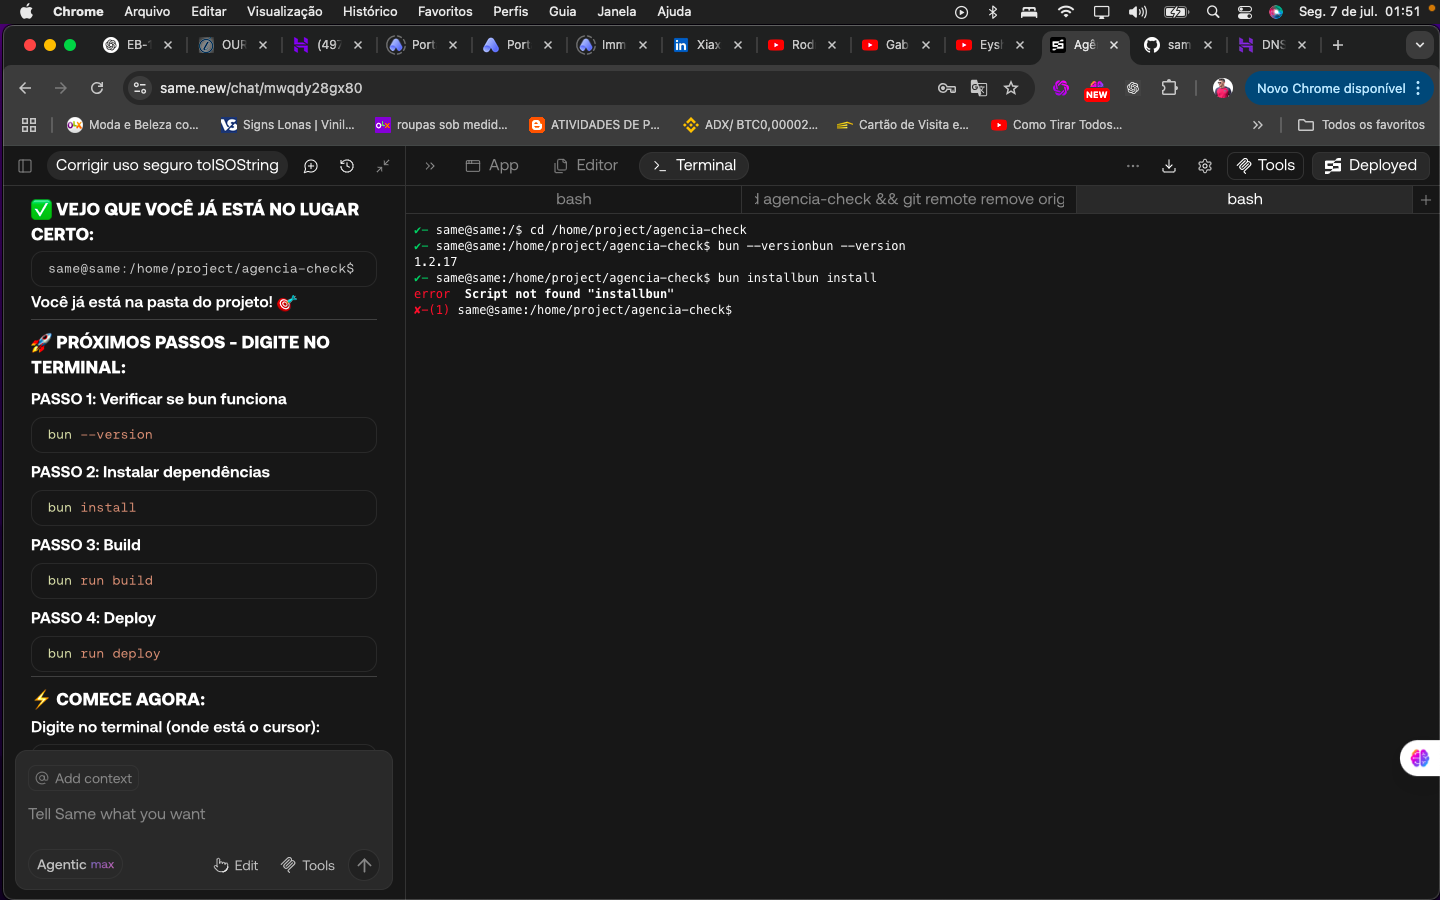 Chrome Arquivo Editar Visualização Histórico Favoritos Perfis Guia Janela Ajuda Seg. 7 de jul. 01:51
EB-1 OUR (497 Port Port Imm Xiax Rod Gab Eysh Agê sam DNS
same.new/chat/mwqdy28gx80 NEW Novo Chrome disponível
Moda e Beleza co... Signs Lonas | Vinil... roupas sob medid... ATIVIDADES DE P... ADX/ BTC0,00002... Cartão de Visita e... Como Tirar Todos... Todos os favoritos
Corrigir uso seguro toISOString App Editor Terminal Tools Deployed
bash d agencia-check && git remote remove orig bash
✅ VEJO QUE VOCÊ JÁ ESTÁ NO LUGAR
CERTO:
same@same:/home/project/agencia-check$
Você já está na pasta do projeto! 🎯
🚀 PRÓXIMOS PASSOS - DIGITE NO
TERMINAL:
PASSO 1: Verificar se bun funciona
bun --version
PASSO 2: Instalar dependências
bun install
PASSO 3: Build
bun run build
PASSO 4: Deploy
bun run deploy
⚡ COMECE AGORA:
Digite no terminal (onde está o cursor):
@ Add context
Tell Same what you want
Agentic max Edit Tools
✔~ same@same:/$ cd /home/project/agencia-check
✔~ same@same:/home/project/agencia-check$ bun --versionbun --version
1.2.17
✔~ same@same:/home/project/agencia-check$ bun installbun install
error Script not found "installbun"
✘~(1) same@same:/home/project/agencia-check$